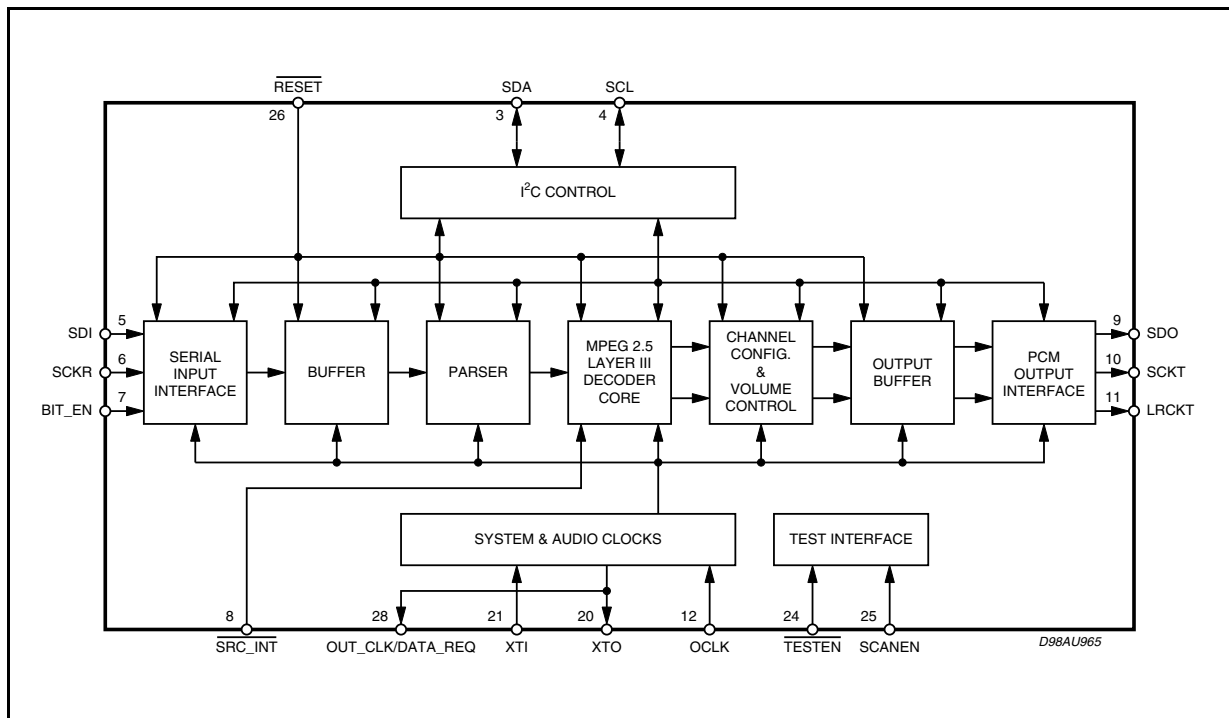 RESET
SDA
SCL
26
3
4
I²C CONTROL
SDI
5
SCKR
6
BIT_EN
7
SERIAL
INPUT
INTERFACE
BUFFER
PARSER
MPEG 2.5
LAYER III
DECODER
CORE
CHANNEL
CONFIG.
&
VOLUME
CONTROL
OUTPUT
BUFFER
PCM
OUTPUT
INTERFACE
9
SDO
10
SCKT
11
LRCKT
SYSTEM & AUDIO CLOCKS
TEST INTERFACE
8
28
21
20
12
24
25
SRC_INT
OUT_CLK/DATA_REQ
XTI
XTO
OCLK
TESTEN
SCANEN
D98AU965